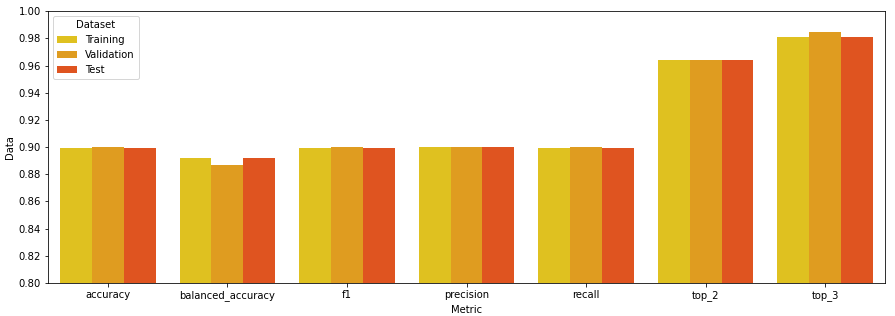 Dataset
Training
Validation
Test
1.00
0.98
0.96
0.94
0.92
0.90
0.88
0.86
0.84
0.82
0.80
Data
accuracy balanced_accuracy f1 precision recall top_2 top_3
Metric